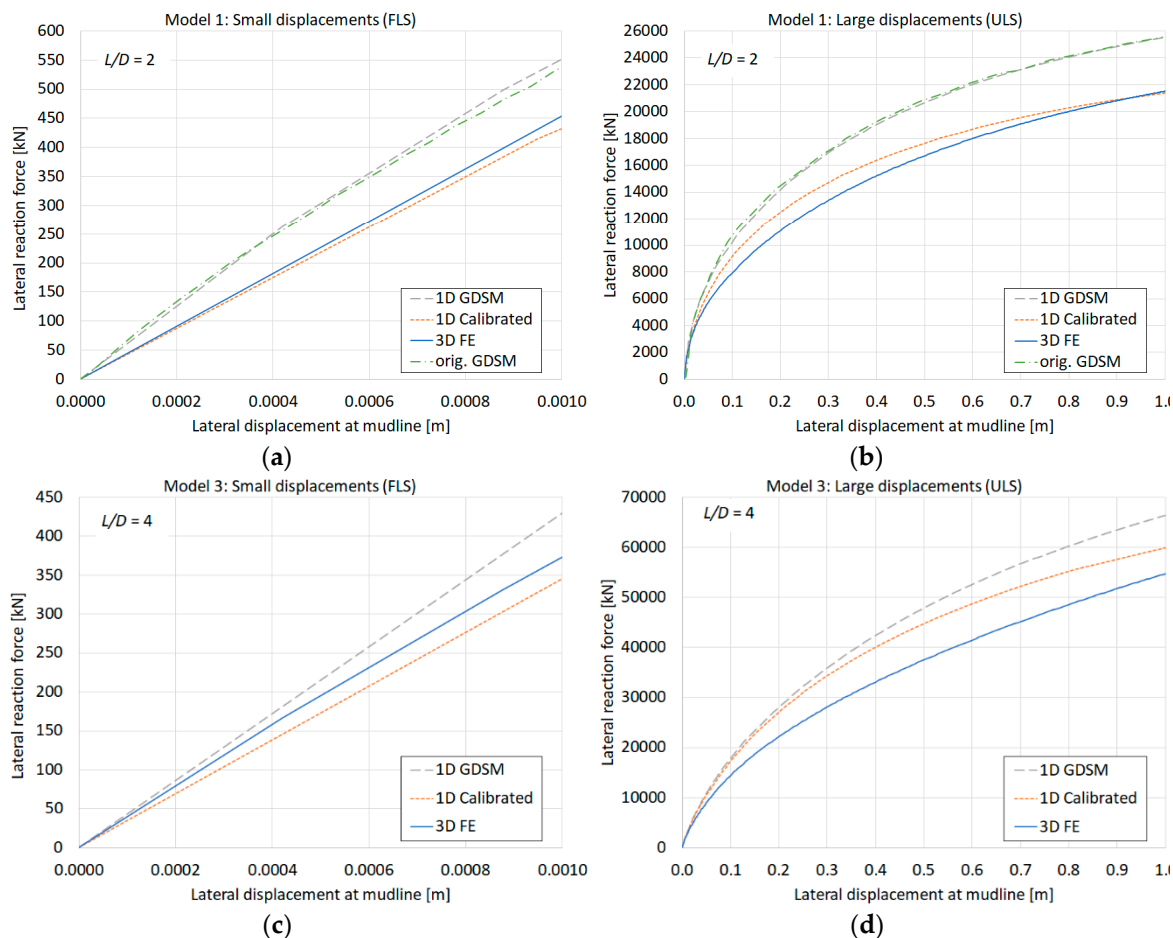 Model 1: Small displacements (FLS)
L/D = 2
Lateral reaction force [kN]
600
550
500
450
400
350
300
250
200
150
100
50
0
1D GDSM
1D Calibrated
3D FE
orig. GDSM
0.0000 0.0002 0.0004 0.0006 0.0008 0.0010
Lateral displacement at mudline [m]
(a)
Model 1: Large displacements (ULS)
L/D = 2
Lateral reaction force [kN]
26000
24000
22000
20000
18000
16000
14000
12000
10000
8000
6000
4000
2000
0
1D GDSM
1D Calibrated
3D FE
orig. GDSM
0.0 0.1 0.2 0.3 0.4 0.5 0.6 0.7 0.8 0.9 1.0
Lateral displacement at mudline [m]
(b)
Model 3: Small displacements (FLS)
L/D = 4
Lateral reaction force [kN]
450
400
350
300
250
200
150
100
50
0
1D GDSM
1D Calibrated
3D FE
0.0000 0.0002 0.0004 0.0006 0.0008 0.0010
Lateral displacement at mudline [m]
(c)
Model 3: Large displacements (ULS)
L/D = 4
Lateral reaction force [kN]
70000
60000
50000
40000
30000
20000
10000
0
1D GDSM
1D Calibrated
3D FE
0.0 0.1 0.2 0.3 0.4 0.5 0.6 0.7 0.8 0.9 1.0
Lateral displacement at mudline [m]
(d)